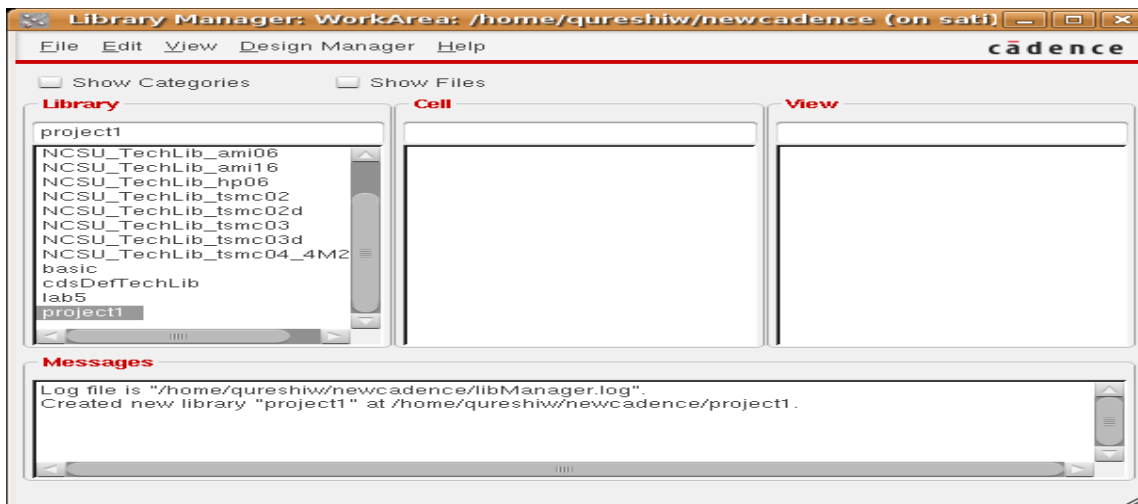 Library Manager: WorkArea: /home/qureshiw/newcadence (on sati)
File Edit View Design Manager Help
cādence
Show Categories
Show Files
Library
Cell
View
project1
NCSU_TechLib_ami06
NCSU_TechLib_ami16
NCSU_TechLib_hp06
NCSU_TechLib_tsmc02
NCSU_TechLib_tsmc02d
NCSU_TechLib_tsmc03
NCSU_TechLib_tsmc03d
NCSU_TechLib_tsmc04_4M2
basic
cdsDefTechLib
lab5
project1
Messages
Log file is "/home/qureshiw/newcadence/libManager.log".
Created new library "project1" at /home/qureshiw/newcadence/project1.